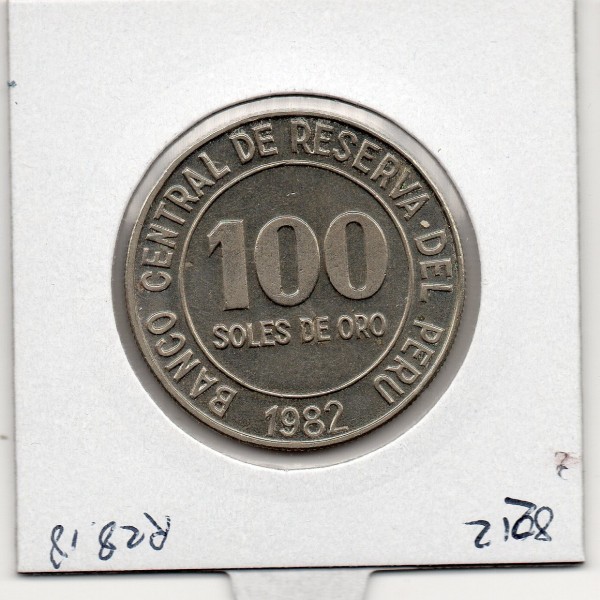 BANCO CENTRAL DE RESERVA · DEL PERU
100
SOLES DE ORO
1982